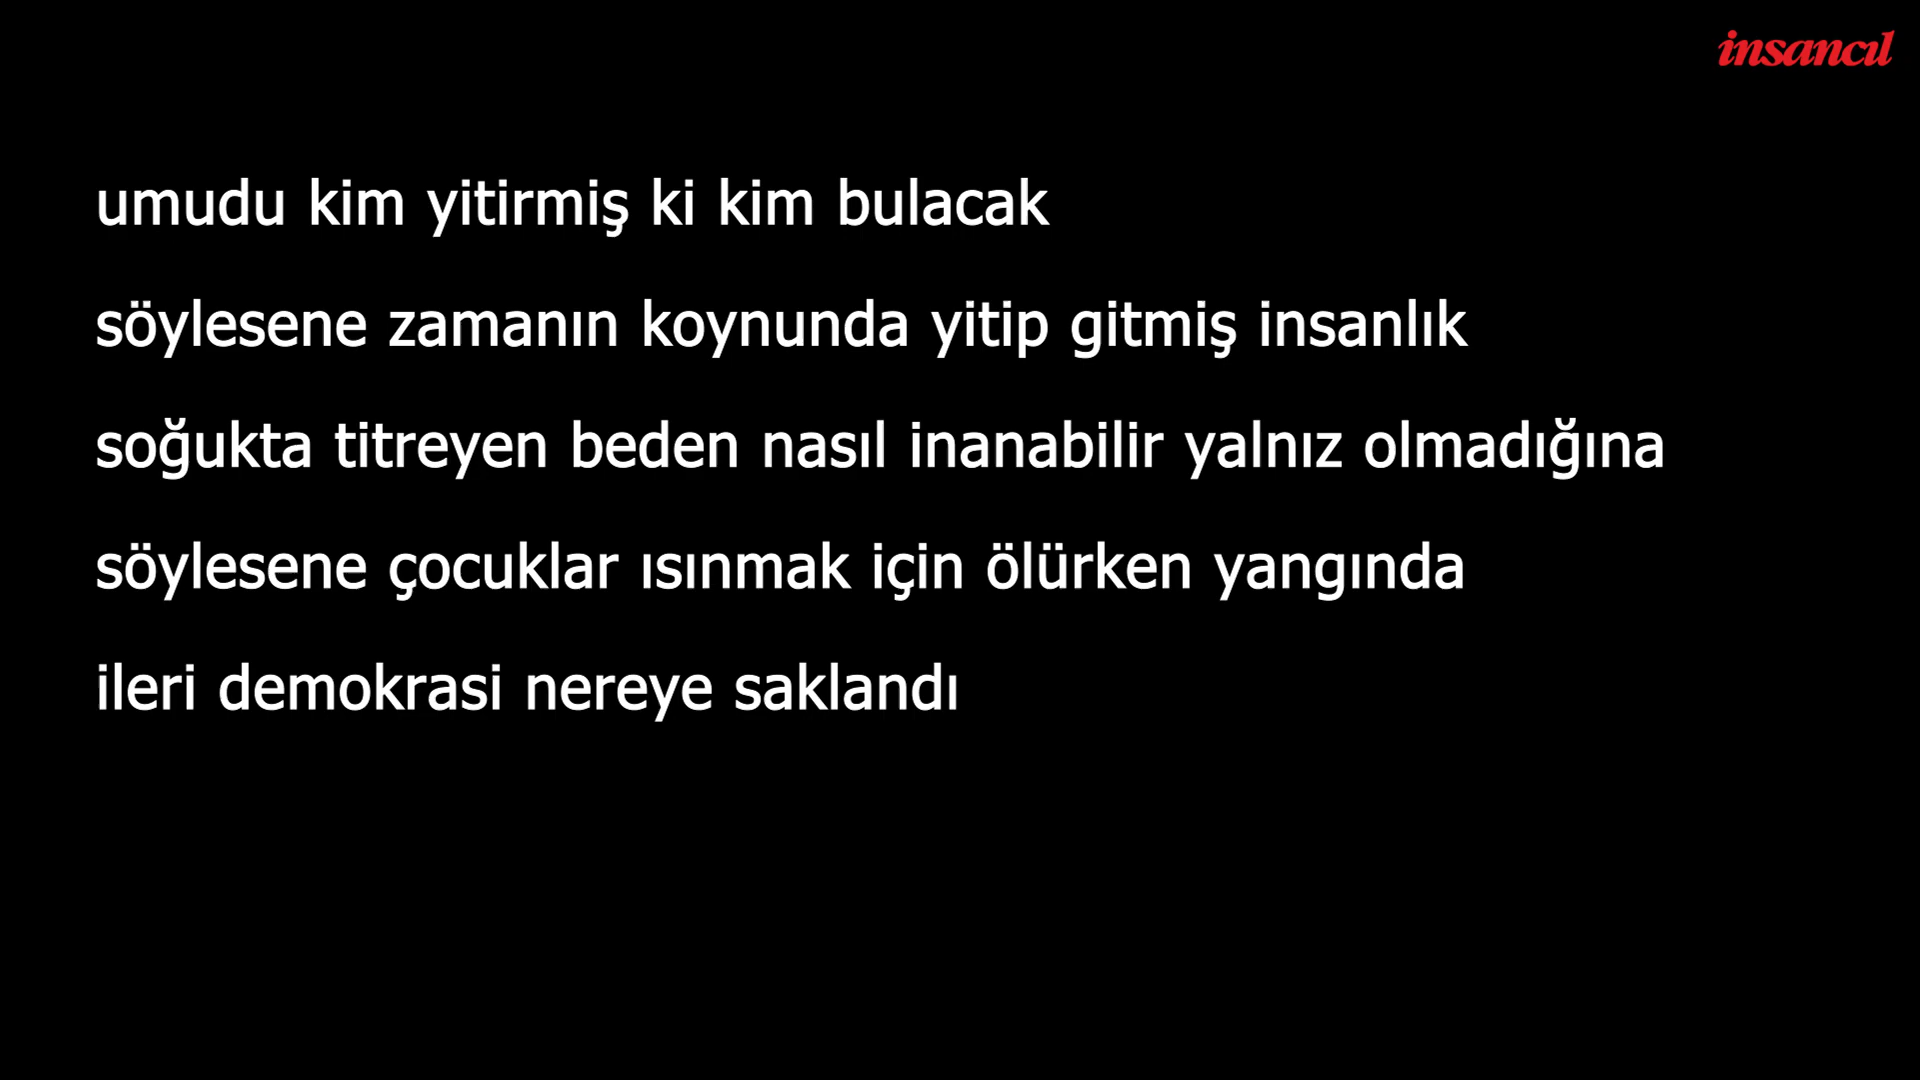 insancıl
umudu kim yitirmiş ki kim bulacak
söylesene zamanın koynunda yitip gitmiş insanlık
soğukta titreyen beden nasıl inanabilir yalnız olmadığına
söylesene çocuklar ısınmak için ölürken yangında
ileri demokrasi nereye saklandı